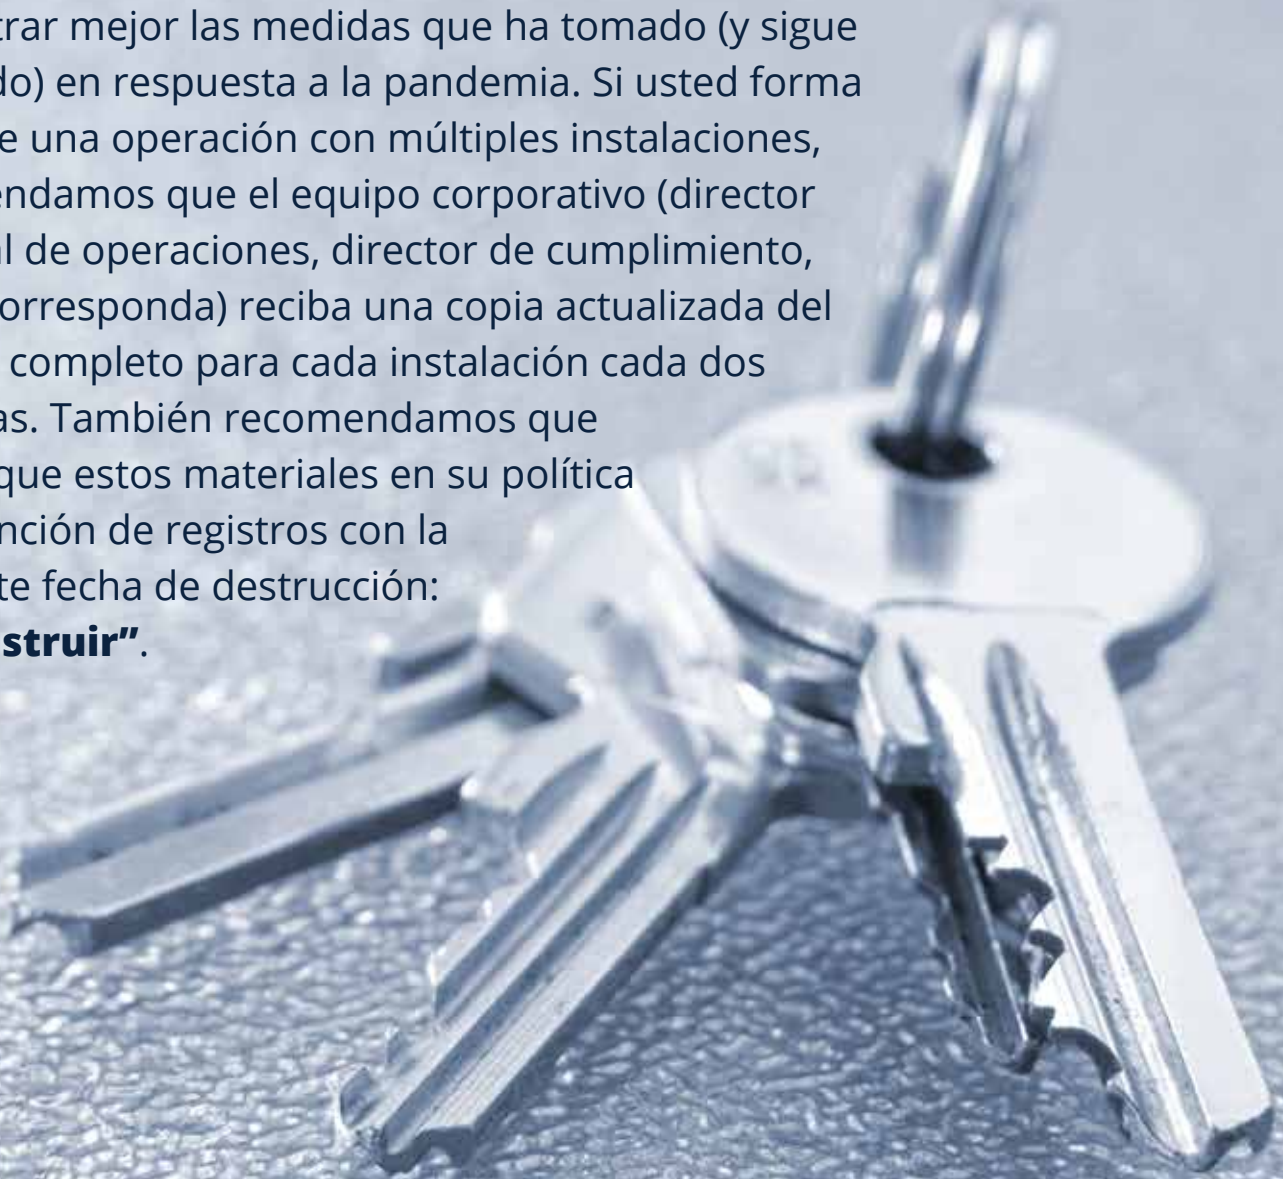 trar mejor las medidas que ha tomado (y sigue
do) en respuesta a la pandemia. Si usted forma
e una operación con múltiples instalaciones,
endamos que el equipo corporativo (director
al de operaciones, director de cumplimiento,
orresponda) reciba una copia actualizada del
completo para cada instalación cada dos
as. También recomendamos que
que estos materiales en su política
nción de registros con la
te fecha de destrucción:
struir”.